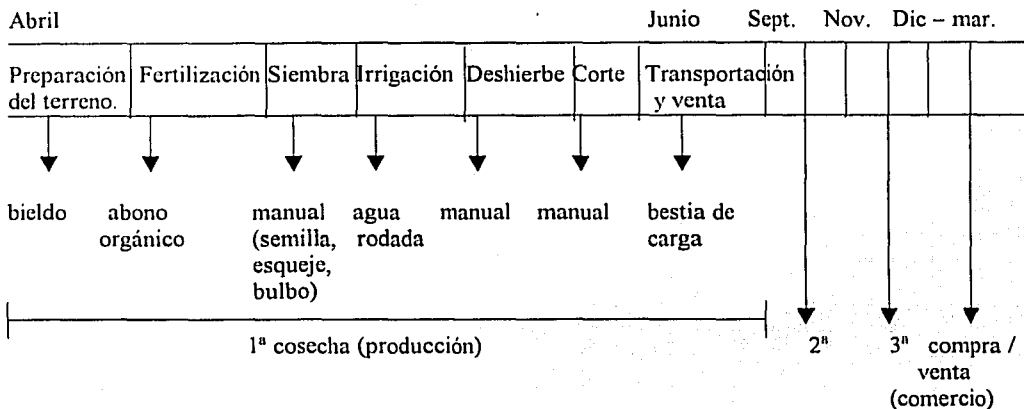 Abril Junio Sept. Nov. Dic – mar.
Preparación Fertilización Siembra Irrigación Deshierbe Corte Transportación
del terreno. y venta
bieldo abono manual agua manual manual bestia de
orgánico (semilla, rodada carga
esqueje,
bulbo)
1ª cosecha (producción) 2ª 3ª compra /
venta
(comercio)